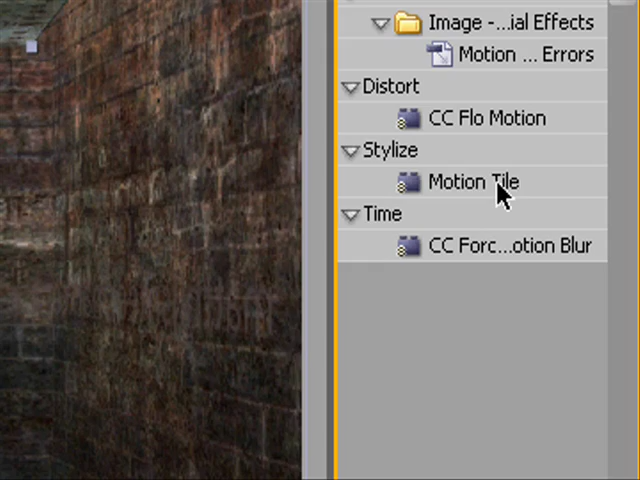 Image -...ial Effects
Motion ... Errors
Distort
CC Flo Motion
Stylize
Motion Tile
Time
CC Forc...otion Blur